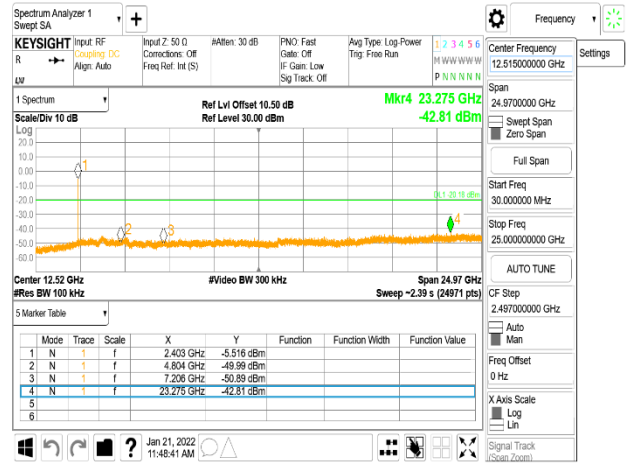 Spectrum Analyzer 1
Swept SA
Frequency
KEYSIGHT
Input: RF
Coupling: DC
Align: Auto
Input Z: 50 Ω
Corrections: Off
Freq Ref: Int (S)
#Atten: 30 dB
PNO: Fast
Gate: Off
IF Gain: Low
Sig Track: Off
Avg Type: Log-Power
Trig: Free Run
1 2 3 4 5 6
M W W W W W
P N N N N N
R
Center Frequency
12.515000000 GHz
Settings
Span
24.9700000 GHz
Swept Span
Zero Span
Full Span
Start Freq
30.000000 MHz
Stop Freq
25.000000000 GHz
AUTO TUNE
CF Step
2.497000000 GHz
Auto
Man
Freq Offset
0 Hz
X Axis Scale
Log
Lin
Signal Track
(Span Zoom)
1 Spectrum
Scale/Div 10 dB
Ref Lvl Offset 10.50 dB
Ref Level 30.00 dBm
Mkr4 23.275 GHz
-42.81 dBm
Log
20.0
10.0
0.00
-10.0
-20.0
-30.0
-40.0
-50.0
-60.0
1
2
3
4
Center 12.52 GHz
#Res BW 100 kHz
#Video BW 300 kHz
Span 24.97 GHz
Sweep ~2.39 s (24971 pts)
5 Marker Table
Mode Trace Scale X Y Function Function Width Function Value
1 N 1 f 2.403 GHz -5.516 dBm
2 N 1 f 4.804 GHz -49.99 dBm
3 N 1 f 7.206 GHz -50.89 dBm
4 N 1 f 23.275 GHz -42.81 dBm
5
6
?
Jan 21, 2022
11:48:41 AM